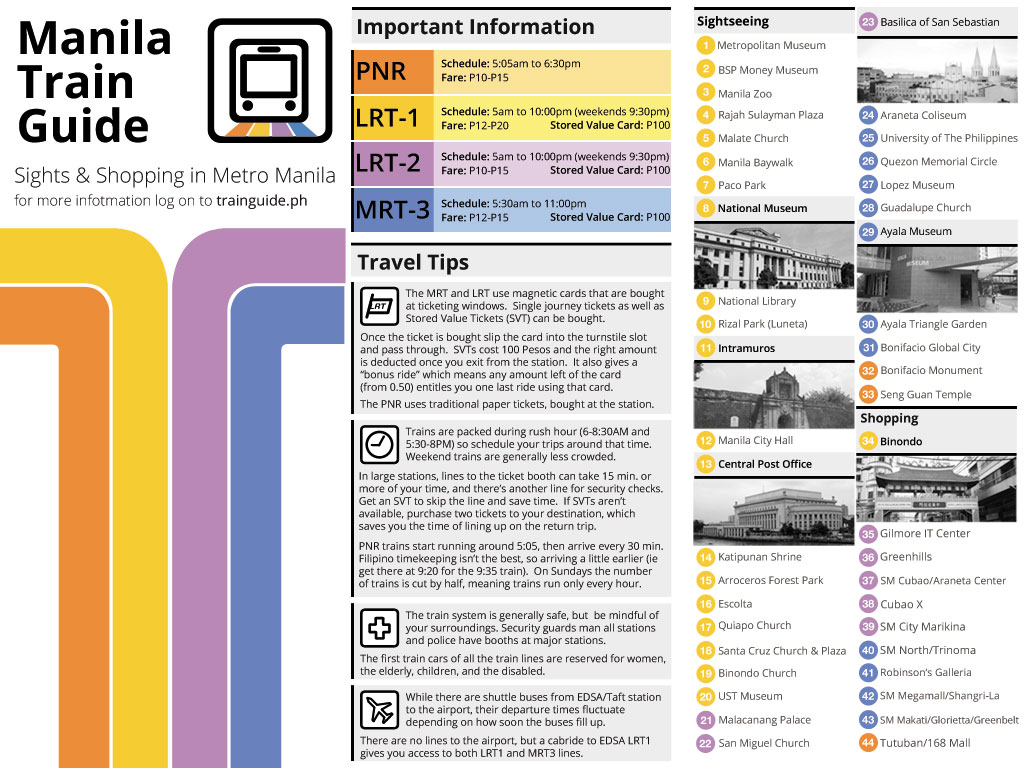 Manila
Train
Guide
Sights & Shopping in Metro Manila
for more infotmation log on to trainguide.ph
Important Information
PNR
Schedule: 5:05am to 6:30pm
Fare: P10-P15
LRT-1
Schedule: 5am to 10:00pm (weekends 9:30pm)
Fare: P12-P20 Stored Value Card: P100
LRT-2
Schedule: 5am to 10:00pm (weekends 9:30pm)
Fare: P10-P15 Stored Value Card: P100
MRT-3
Schedule: 5:30am to 11:00pm
Fare: P12-P15 Stored Value Card: P100
Travel Tips
LRT
The MRT and LRT use magnetic cards that are bought
at ticketing windows. Single journey tickets as well as
Stored Value Tickets (SVT) can be bought.
Once the ticket is bought slip the card into the turnstile slot
and pass through. SVTs cost 100 Pesos and the right amount
is deducted once you exit from the station. It also gives a
“bonus ride” which means any amount left of the card
(from 0.50) entitles you one last ride using that card.
The PNR uses traditional paper tickets, bought at the station.
Trains are packed during rush hour (6-8:30AM and
5:30-8PM) so schedule your trips around that time.
Weekend trains are generally less crowded.
In large stations, lines to the ticket booth can take 15 min. or
more of your time, and there’s another line for security checks.
Get an SVT to skip the line and save time. If SVTs aren’t
available, purchase two tickets to your destination, which
saves you the time of lining up on the return trip.
PNR trains start running around 5:05, then arrive every 30 min.
Filipino timekeeping isn’t the best, so arriving a little earlier (ie
get there at 9:20 for the 9:35 train). On Sundays the number
of trains is cut by half, meaning trains run only every hour.
The train system is generally safe, but be mindful of
your surroundings. Security guards man all stations
and police have booths at major stations.
The first train cars of all the train lines are reserved for women,
the elderly, children, and the disabled.
While there are shuttle buses from EDSA/Taft station
to the airport, their departure times fluctuate
depending on how soon the buses fill up.
There are no lines to the airport, but a cabride to EDSA LRT1
gives you access to both LRT1 and MRT3 lines.
Sightseeing
1 Metropolitan Museum
2 BSP Money Museum
3 Manila Zoo
4 Rajah Sulayman Plaza
5 Malate Church
6 Manila Baywalk
7 Paco Park
8 National Museum
9 National Library
10 Rizal Park (Luneta)
11 Intramuros
12 Manila City Hall
13 Central Post Office
14 Katipunan Shrine
15 Arroceros Forest Park
16 Escolta
17 Quiapo Church
18 Santa Cruz Church & Plaza
19 Binondo Church
20 UST Museum
21 Malacanang Palace
22 San Miguel Church
23 Basilica of San Sebastian
24 Araneta Coliseum
25 University of The Philippines
26 Quezon Memorial Circle
27 Lopez Museum
28 Guadalupe Church
29 Ayala Museum
MUSEUM
30 Ayala Triangle Garden
31 Bonifacio Global City
32 Bonifacio Monument
33 Seng Guan Temple
Shopping
34 Binondo
35 Gilmore IT Center
36 Greenhills
37 SM Cubao/Araneta Center
38 Cubao X
39 SM City Marikina
40 SM North/Trinoma
41 Robinson’s Galleria
42 SM Megamall/Shangri-La
43 SM Makati/Glorietta/Greenbelt
44 Tutuban/168 Mall